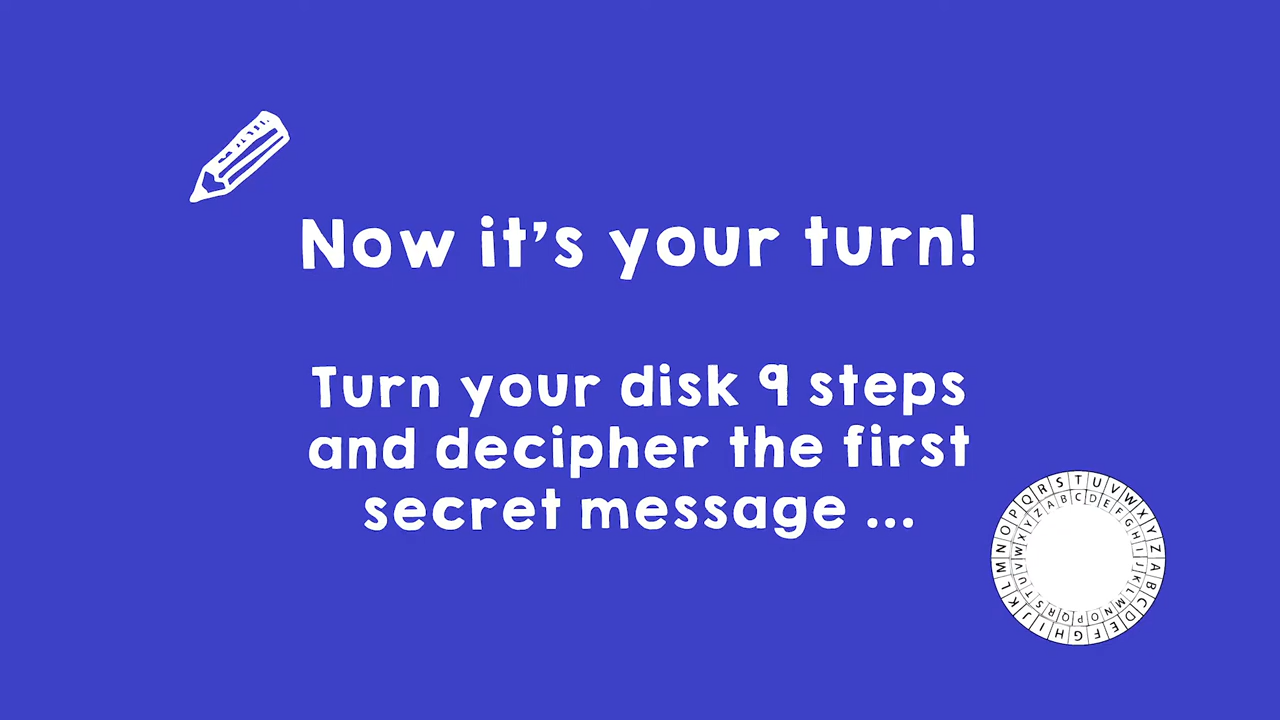 Now it's your turn!
Turn your disk 9 steps
and decipher the first
secret message ...
A B C D E F G H I J K L M N O P Q R S T U V W X Y Z
A B C D E F G H I J K L M N O P Q R S T U V W X Y Z